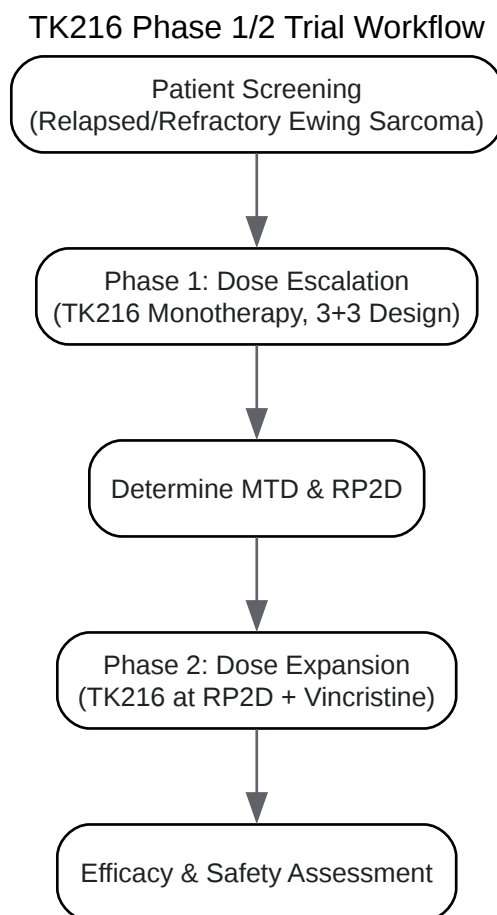 TK216 Phase 1/2 Trial Workflow
Patient Screening
(Relapsed/Refractory Ewing Sarcoma)
Phase 1: Dose Escalation
(TK216 Monotherapy, 3+3 Design)
Determine MTD & RP2D
Phase 2: Dose Expansion
(TK216 at RP2D + Vincristine)
Efficacy & Safety Assessment